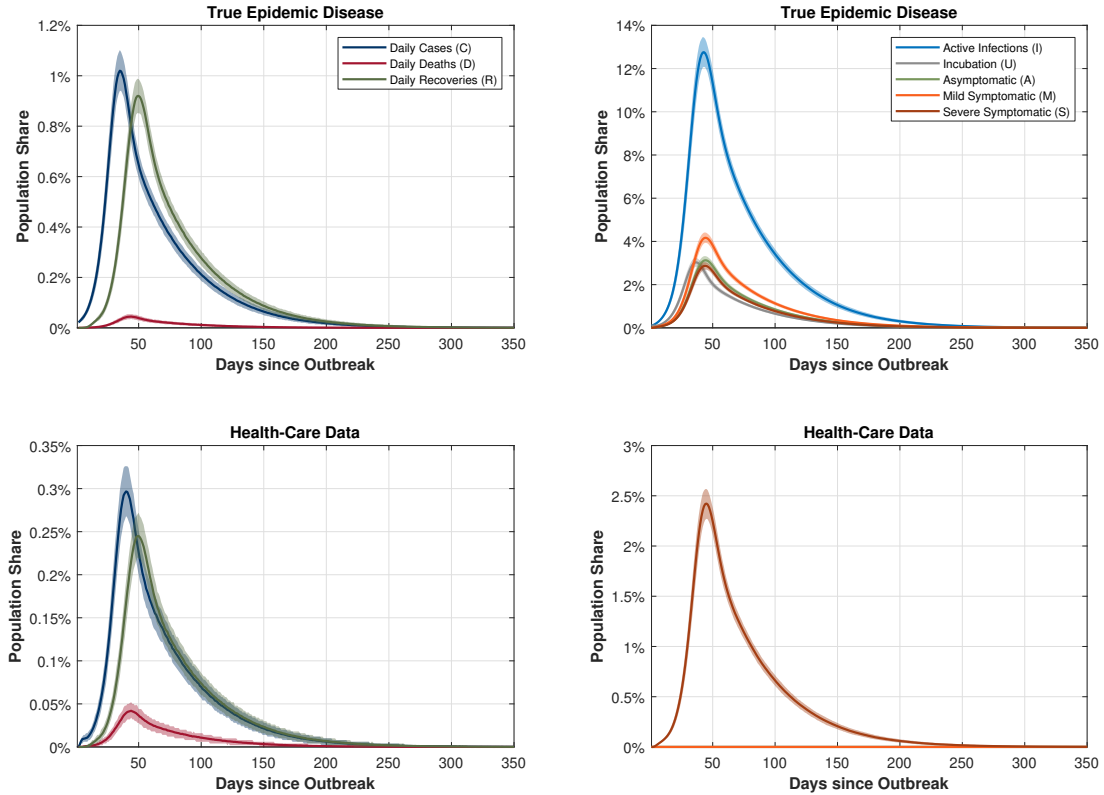 True Epidemic Disease
1.2%
1%
0.8%
0.6%
0.4%
0.2%
0%
Population Share
50
100
150
200
250
300
350
Days since Outbreak
Daily Cases (C)
Daily Deaths (D)
Daily Recoveries (R)
True Epidemic Disease
14%
12%
10%
8%
6%
4%
2%
0%
Population Share
50
100
150
200
250
300
350
Days since Outbreak
Active Infections (I)
Incubation (U)
Asymptomatic (A)
Mild Symptomatic (M)
Severe Symptomatic (S)
Health-Care Data
0.35%
0.3%
0.25%
0.2%
0.15%
0.1%
0.05%
0%
Population Share
50
100
150
200
250
300
350
Days since Outbreak
Health-Care Data
3%
2.5%
2%
1.5%
1%
0.5%
0%
Population Share
50
100
150
200
250
300
350
Days since Outbreak